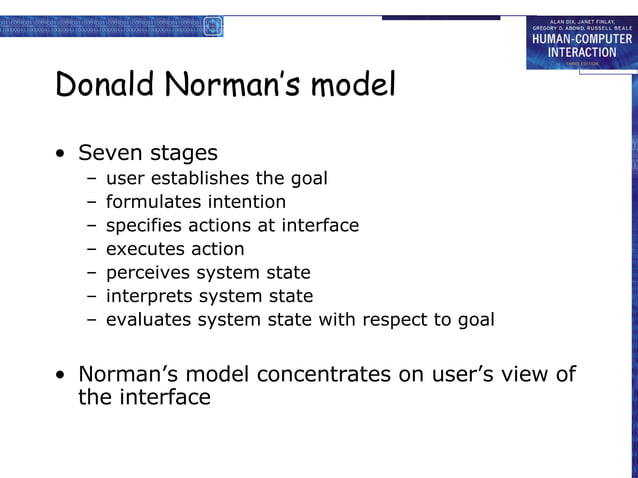 ALAN DIX, JANET FINLAY,
GREGORY D. ABOWD, RUSSELL BEALE
HUMAN-COMPUTER
INTERACTION
THIRD EDITION
Donald Norman’s model
• Seven stages
– user establishes the goal
– formulates intention
– specifies actions at interface
– executes action
– perceives system state
– interprets system state
– evaluates system state with respect to goal
• Norman’s model concentrates on user’s view of
the interface